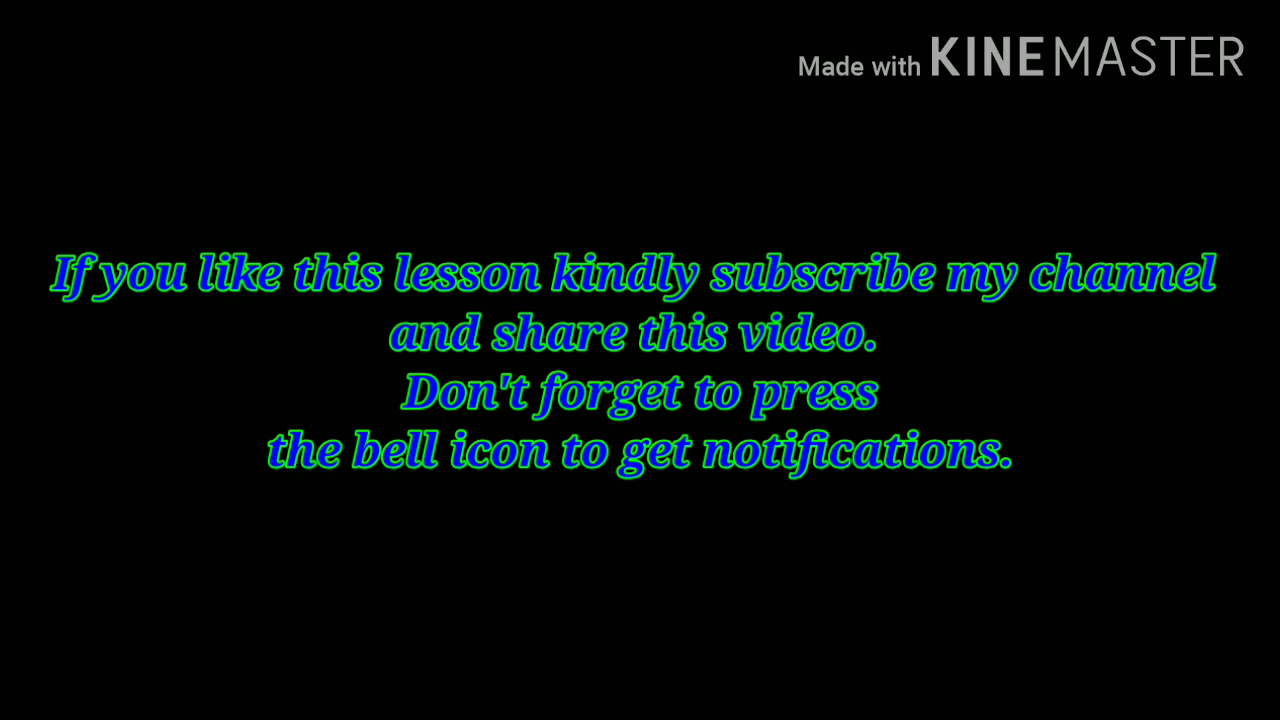 Made with KINEMASTER
If you like this lesson kindly subscribe my channel
and share this video.
Don't forget to press
the bell icon to get notifications.